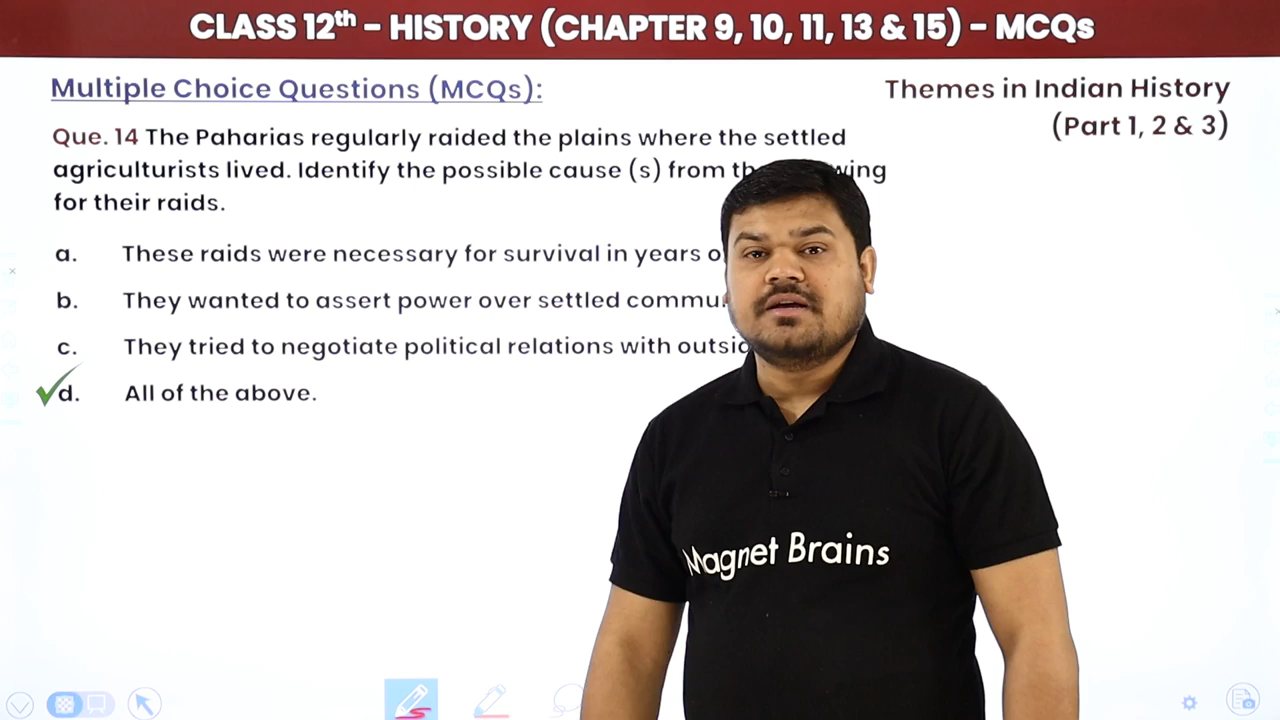 CLASS 12th - HISTORY (CHAPTER 9, 10, 11, 13 & 15) - MCQs
Multiple Choice Questions (MCQs):
Themes in Indian History
(Part 1, 2 & 3)
Que. 14 The Paharias regularly raided the plains where the settled
agriculturists lived. Identify the possible cause (s) from
for their raids.
a. These raids were necessary for survival in years
b. They wanted to assert power over settled
c. They tried to negotiate political relations with
d. All of the above.
Magnet Brains